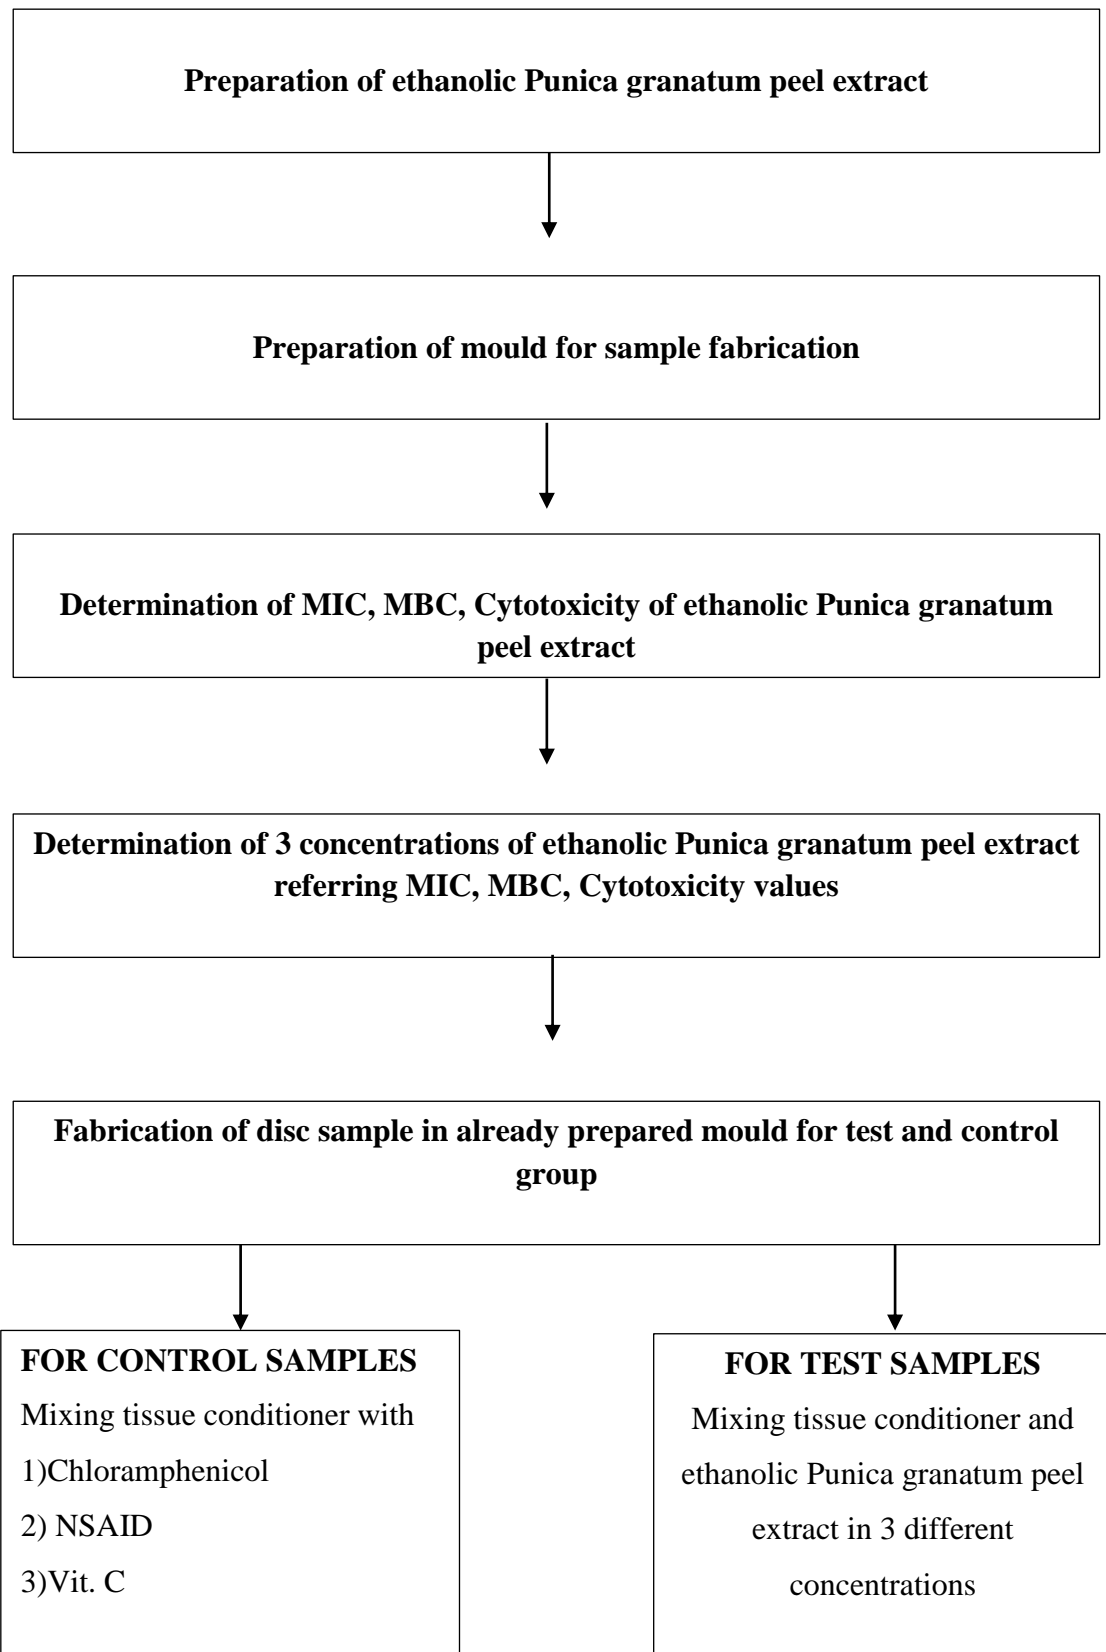 Preparation of ethanolic Punica granatum peel extract
Preparation of mould for sample fabrication
Determination of MIC, MBC, Cytotoxicity of ethanolic Punica granatum
peel extract
Determination of 3 concentrations of ethanolic Punica granatum peel extract
referring MIC, MBC, Cytotoxicity values
Fabrication of disc sample in already prepared mould for test and control
group
FOR CONTROL SAMPLES
Mixing tissue conditioner with
1)Chloramphenicol
2) NSAID
3)Vit. C
FOR TEST SAMPLES
Mixing tissue conditioner and
ethanolic Punica granatum peel
extract in 3 different
concentrations